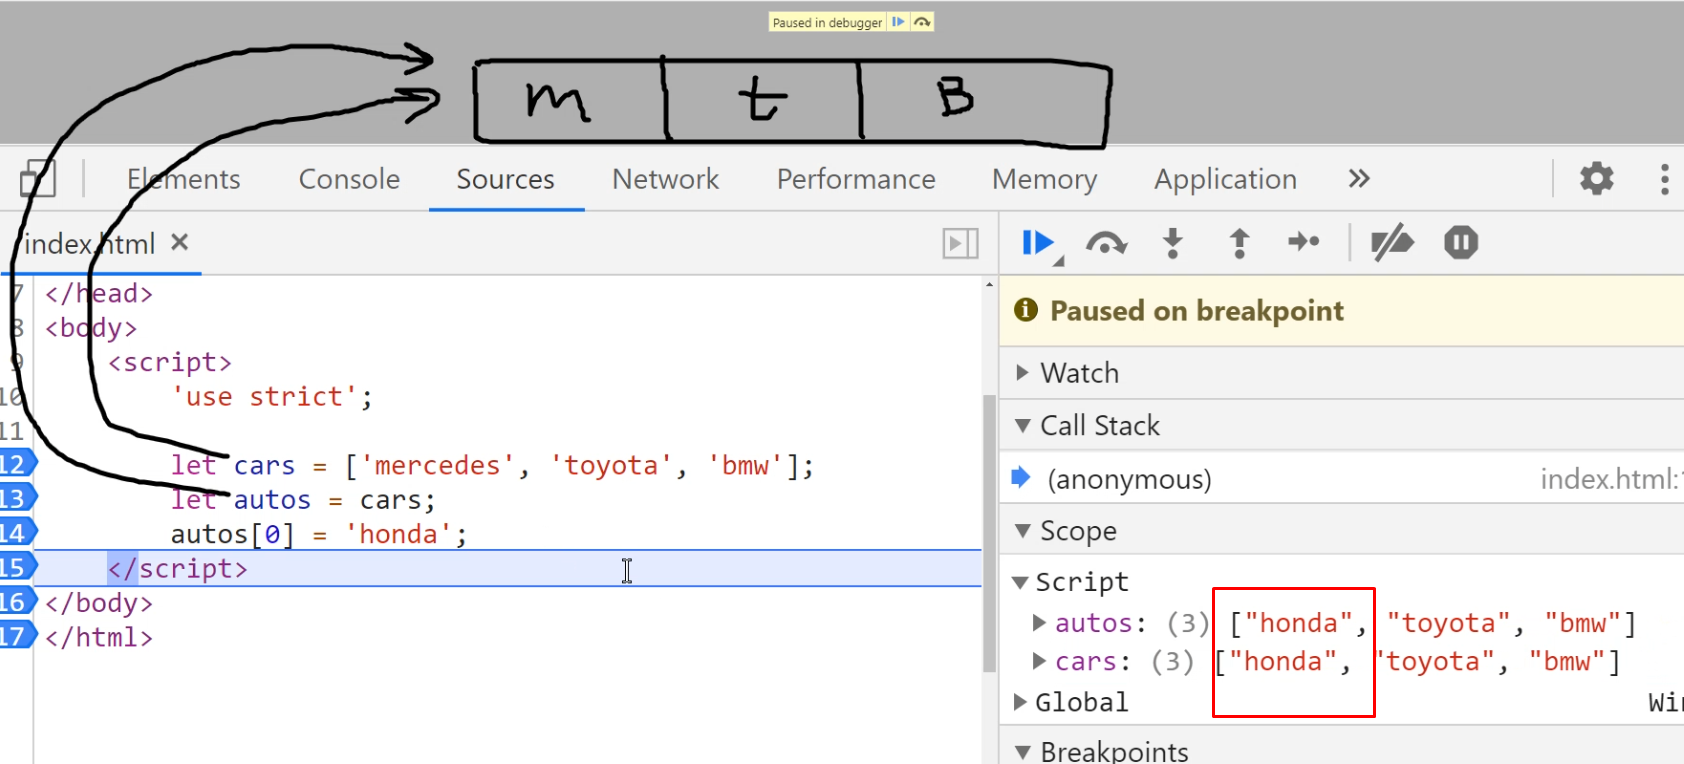 Paused in debugger
m t B
Elements Console Sources Network Performance Memory Application »
index.html ×
7 </head>
8 <body>
9 <script>
10 'use strict';
11
12 let cars = ['mercedes', 'toyota', 'bmw'];
13 let autos = cars;
14 autos[0] = 'honda';
15 </script>
16 </body>
17 </html>
Paused on breakpoint
Watch
Call Stack
(anonymous) index.html:
Scope
Script
autos: (3) ["honda", "toyota", "bmw"]
cars: (3) ["honda", "toyota", "bmw"]
Global
Breakpoints